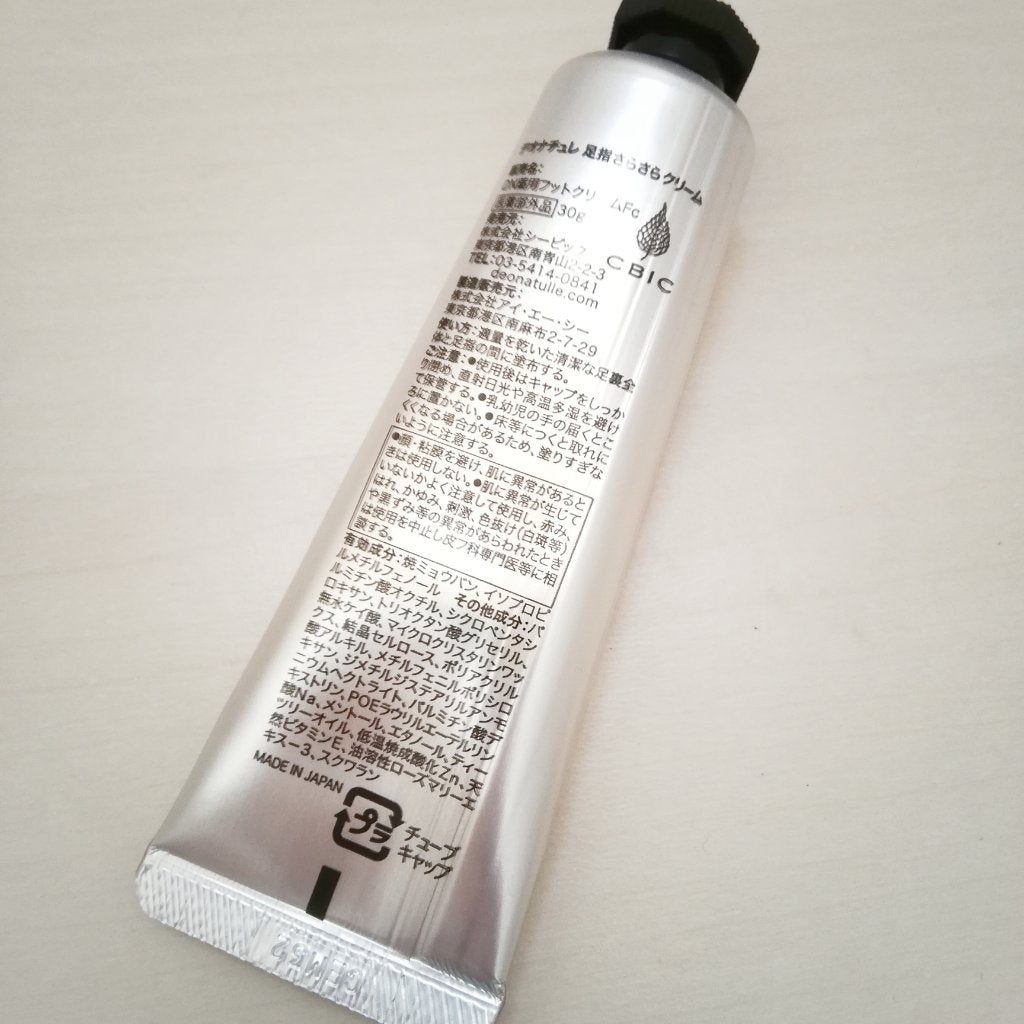 デオナチュレ 足指さらさらクリーム
販売名:
DN薬用フットクリームFc
医薬部外品 30g
CBIC
発売元:
株式会社シービック
東京都港区南青山2-2-3
TEL:03-5414-0841
deonatulle.com
製造販売元:
株式会社アイ・エー・シー
東京都港区南麻布2-7-29
使い方:適量を乾いた清潔な足裏全
体と足指の間に塗布する。
ご注意:●使用後はキャップをしっか
り閉め、直射日光や高温多湿を避け
て保管する。●乳幼児の手の届くとこ
ろに置かない。●床等につくと取れに
くくなる場合があるため、塗りすぎな
いように注意する。
●顔、粘膜を避け、肌に異常があると
きは使用しない。●肌に異常が生じて
いないかよく注意して使用し、赤み、
はれ、かゆみ、刺激、色抜け(白斑等)
や黒ずみ等の異常があらわれたとき
は使用を中止し皮フ科専門医等に相
談する。
有効成分:焼ミョウバン、イソプロピ
ルメチルフェノール その他成分:パ
ルミチン酸オクチル、シクロペンタシ
ロキサン、トリオクタン酸グリセリル、
無水ケイ酸、マイクロクリスタリンワッ
クス、結晶セルロース、ポリアクリル
酸アルキル、メチルフェニルポリシロ
キサン、ジメチルジステアリルアンモ
ニウムヘクトライト、パルミチン酸デ
キストリン、POEラウリルエーテルリン
酸Na、メントール、エタノール、ティー
ツリーオイル、低温焼成酸化Zn、天
然ビタミンE、油溶性ローズマリーエ
キス-3、スクワラン
MADE IN JAPAN
プラ
チューブ
キャップ